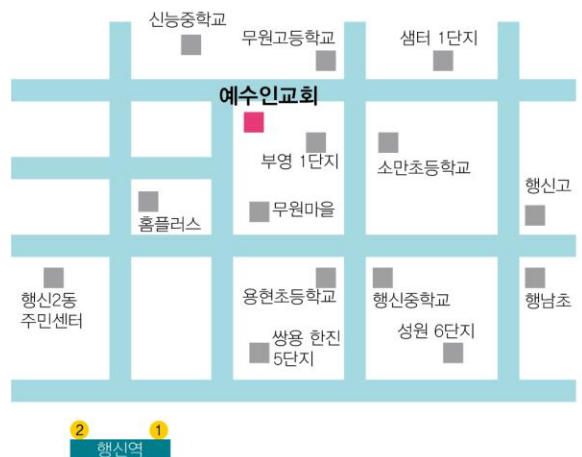 신능중학교
무원고등학교
샘터 1단지
예수인교회
부영 1단지
소만초등학교
행신고
홈플러스
무원마을
행신2동
주민센터
용현초등학교
행신중학교
행남초
쌍용 한진
5단지
성원 6단지
2
1
행신역